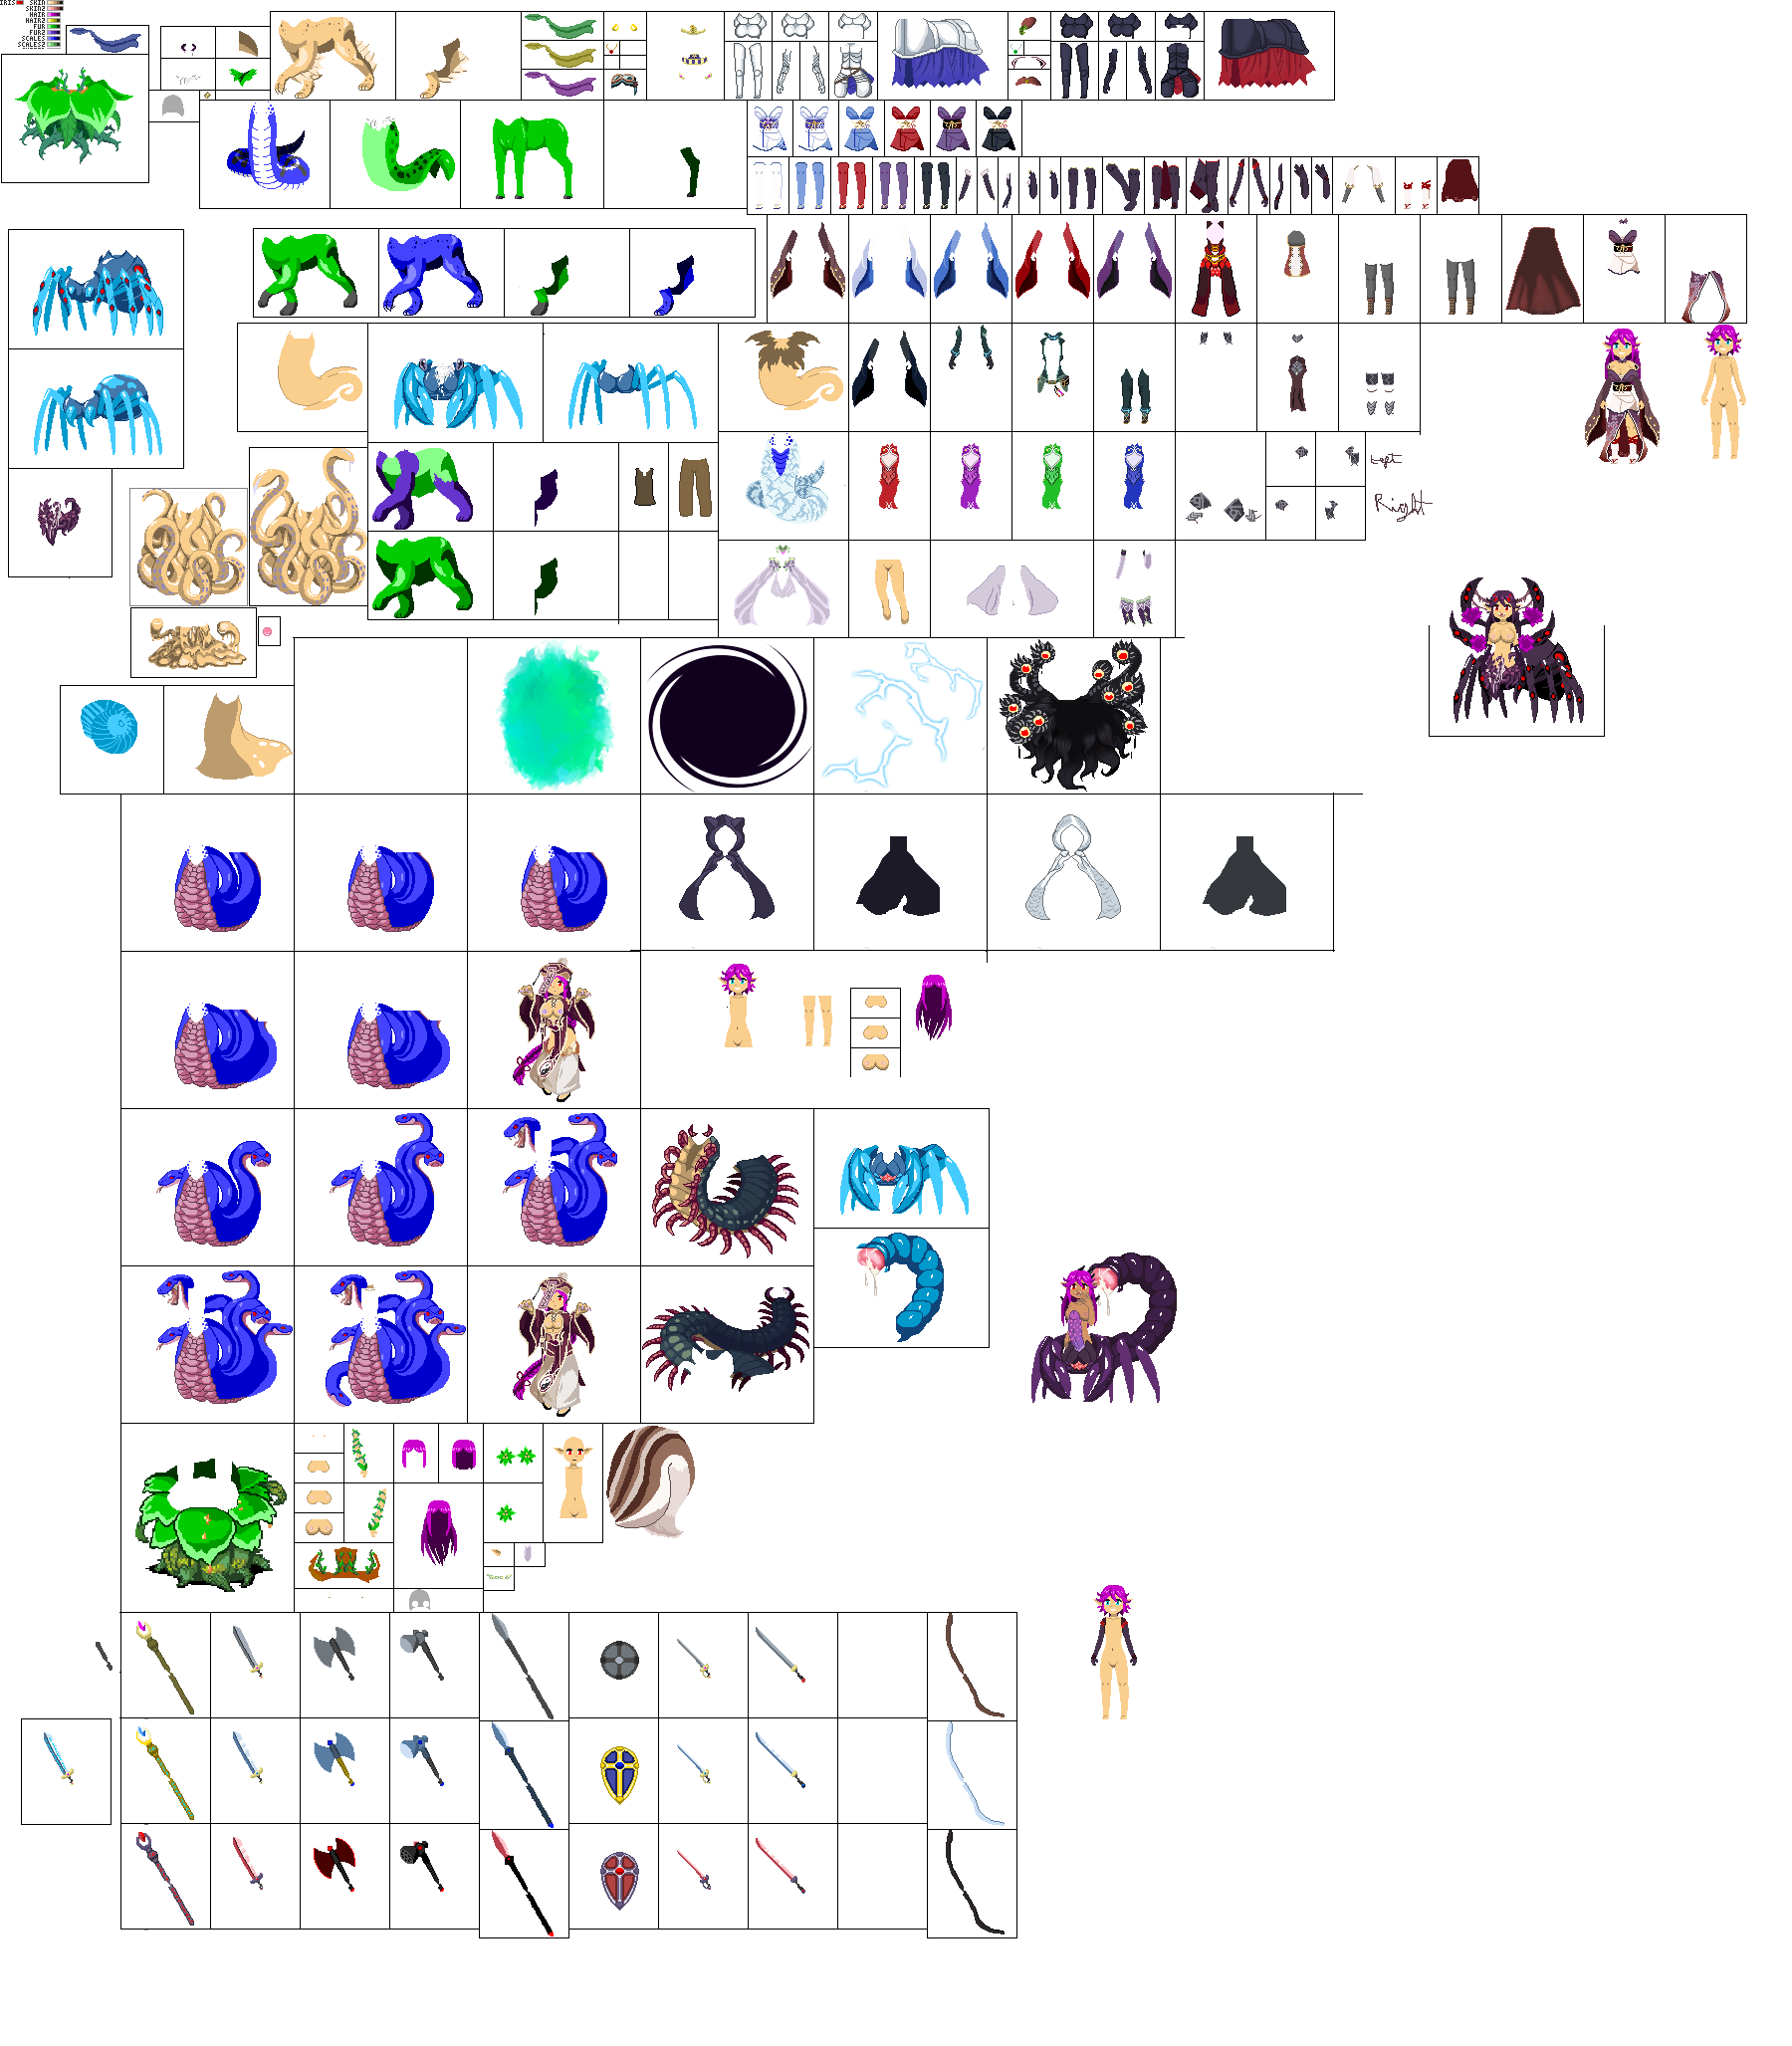 IRIS SKIN
SKIN2
HAIR
HAIR2
FUR
FUR2
SCALES
SCALES2
Left
Right